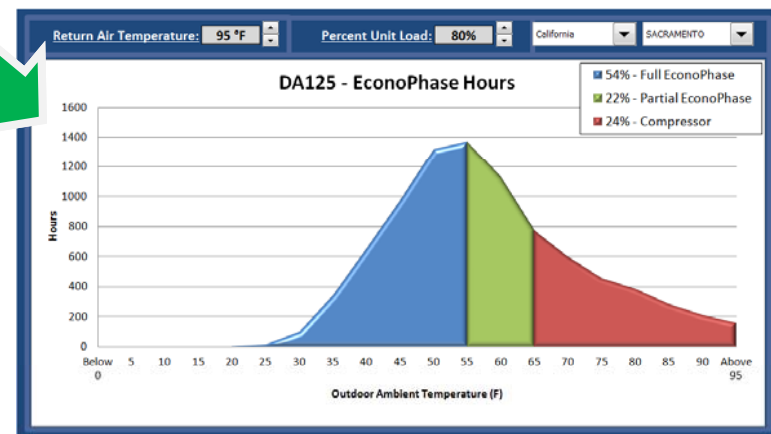 Return Air Temperature: 95 °F Percent Unit Load: 80% California SACRAMENTO
DA125 - EconoPhase Hours
54% - Full EconoPhase
22% - Partial EconoPhase
24% - Compressor
Hours
1600
1400
1200
1000
800
600
400
200
0
Below 0 5 10 15 20 25 30 35 40 45 50 55 60 65 70 75 80 85 90 Above 95
Outdoor Ambient Temperature (F)